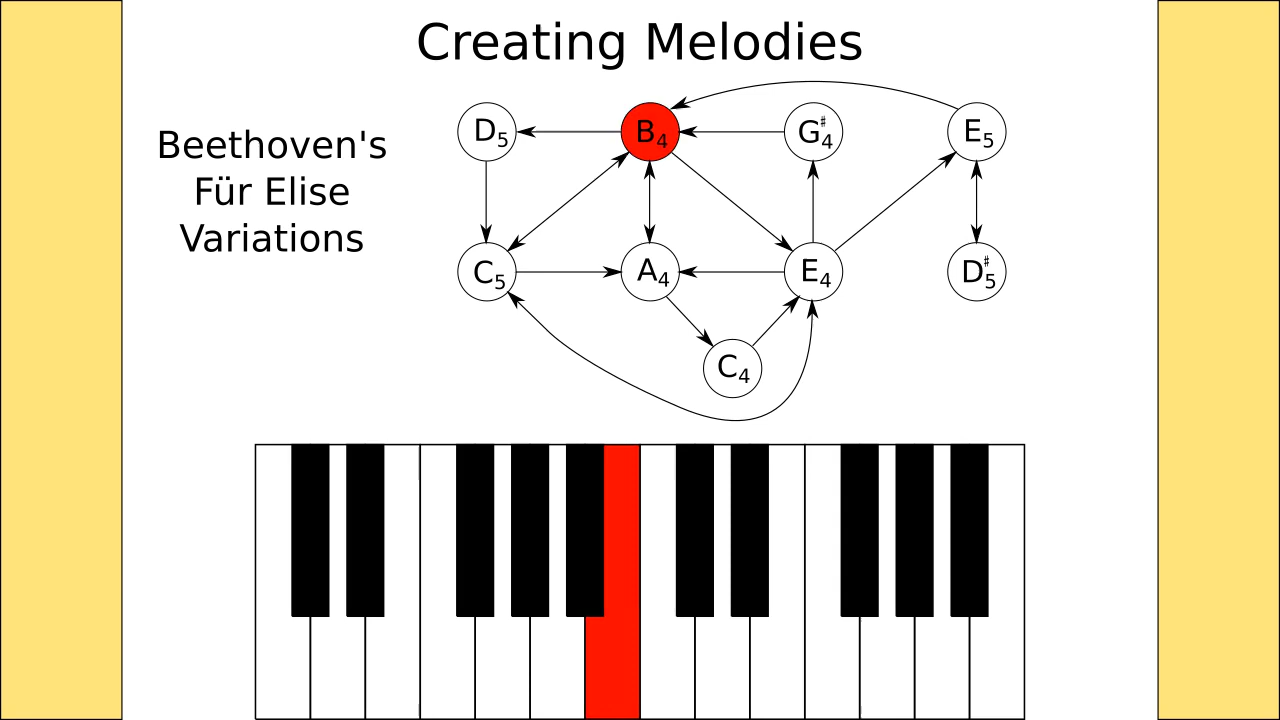 Creating Melodies
Beethoven's
Für Elise
Variations
D5
B4
G♯4
E5
C5
A4
E4
D♯5
C4